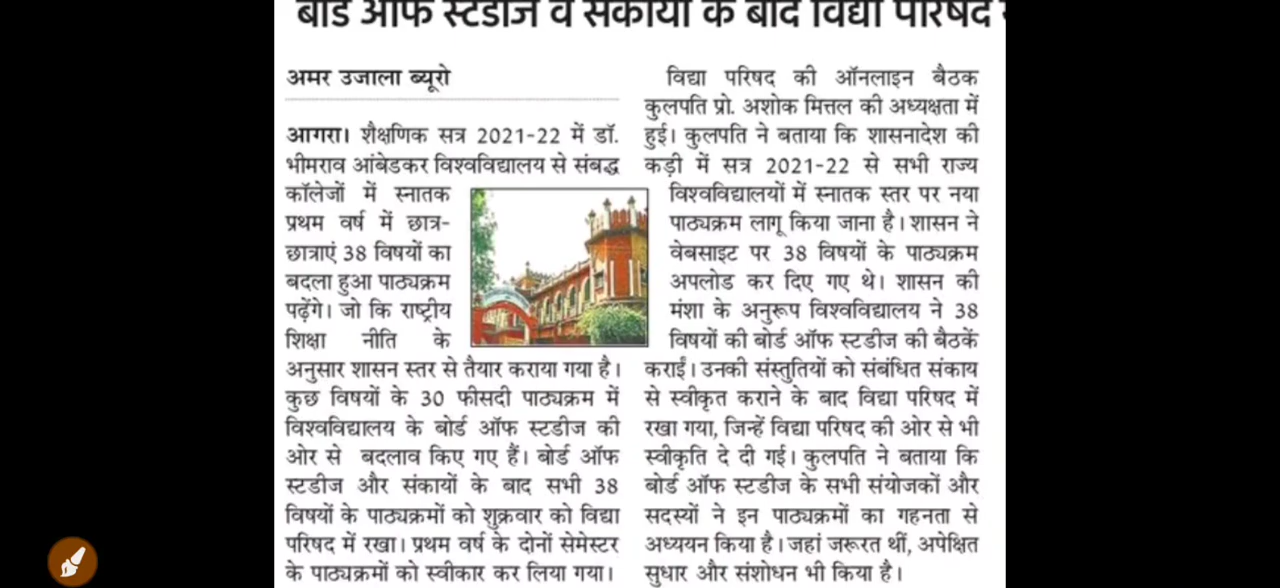 बोर्ड ऑफ स्टडीज व संकायों के बाद विद्या परिषद
अमर उजाला ब्यूरो
आगरा। शैक्षणिक सत्र 2021-22 में डॉ.
भीमराव आंबेडकर विश्वविद्यालय से संबद्ध
कॉलेजों में स्नातक
प्रथम वर्ष में छात्र-
छात्राएं 38 विषयों का
बदला हुआ पाठ्यक्रम
पढ़ेंगे। जो कि राष्ट्रीय
शिक्षा नीति के
अनुसार शासन स्तर से तैयार कराया गया है।
कुछ विषयों के 30 फीसदी पाठ्यक्रम में
विश्वविद्यालय के बोर्ड ऑफ स्टडीज की
ओर से बदलाव किए गए हैं। बोर्ड ऑफ
स्टडीज और संकायों के बाद सभी 38
विषयों के पाठ्यक्रमों को शुक्रवार को विद्या
परिषद में रखा। प्रथम वर्ष के दोनों सेमेस्टर
के पाठ्यक्रमों को स्वीकार कर लिया गया।
विद्या परिषद की ऑनलाइन बैठक
कुलपति प्रो. अशोक मित्तल की अध्यक्षता में
हुई। कुलपति ने बताया कि शासनादेश की
कड़ी में सत्र 2021-22 से सभी राज्य
विश्वविद्यालयों में स्नातक स्तर पर नया
पाठ्यक्रम लागू किया जाना है। शासन ने
वेबसाइट पर 38 विषयों के पाठ्यक्रम
अपलोड कर दिए गए थे। शासन की
मंशा के अनुरूप विश्वविद्यालय ने 38
विषयों की बोर्ड ऑफ स्टडीज की बैठकें
कराईं। उनकी संस्तुतियों को संबंधित संकाय
से स्वीकृत कराने के बाद विद्या परिषद में
रखा गया, जिन्हें विद्या परिषद की ओर से भी
स्वीकृति दे दी गई। कुलपति ने बताया कि
बोर्ड ऑफ स्टडीज के सभी संयोजकों और
सदस्यों ने इन पाठ्यक्रमों का गहनता से
अध्ययन किया है। जहां जरूरत थीं, अपेक्षित
सुधार और संशोधन भी किया है।